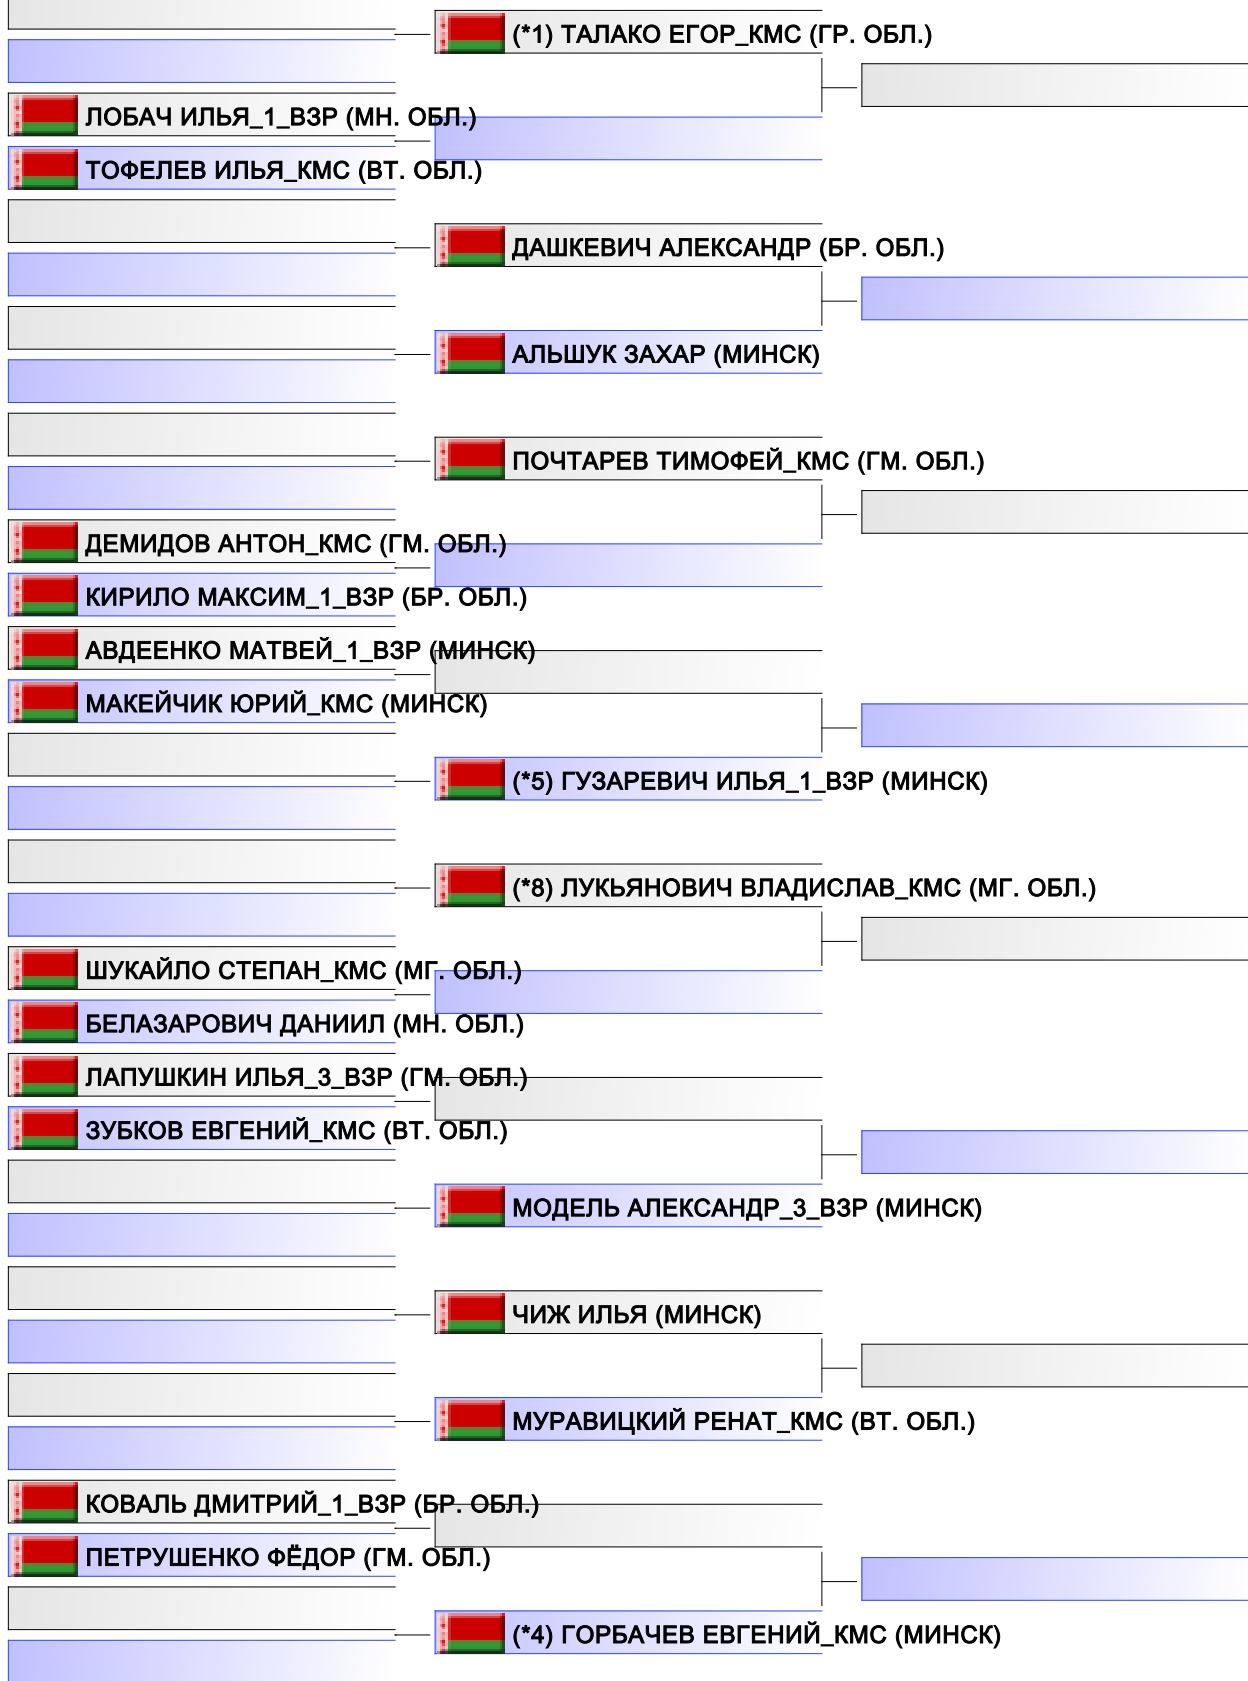 (*1) ТАЛАКО ЕГОР_КМС (ГР. ОБЛ.)
ЛОБАЧ ИЛЬЯ_1_ВЗР (МН. ОБЛ.)
ТОФЕЛЕВ ИЛЬЯ_КМС (ВТ. ОБЛ.)
ДАШКЕВИЧ АЛЕКСАНДР (БР. ОБЛ.)
АЛЬШУК ЗАХАР (МИНСК)
ПОЧТАРЕВ ТИМОФЕЙ_КМС (ГМ. ОБЛ.)
ДЕМИДОВ АНТОН_КМС (ГМ. ОБЛ.)
КИРИЛО МАКСИМ_1_ВЗР (БР. ОБЛ.)
АВДЕЕНКО МАТВЕЙ_1_ВЗР (МИНСК)
МАКЕЙЧИК ЮРИЙ_КМС (МИНСК)
(*5) ГУЗАРЕВИЧ ИЛЬЯ_1_ВЗР (МИНСК)
(*8) ЛУКЬЯНОВИЧ ВЛАДИСЛАВ_КМС (МГ. ОБЛ.)
ШУКАЙЛО СТЕПАН_КМС (МГ. ОБЛ.)
БЕЛАЗАРОВИЧ ДАНИИЛ (МН. ОБЛ.)
ЛАПУШКИН ИЛЬЯ_3_ВЗР (ГМ. ОБЛ.)
ЗУБКОВ ЕВГЕНИЙ_КМС (ВТ. ОБЛ.)
МОДЕЛЬ АЛЕКСАНДР_3_ВЗР (МИНСК)
ЧИЖ ИЛЬЯ (МИНСК)
МУРАВИЦКИЙ РЕНАТ_КМС (ВТ. ОБЛ.)
КОВАЛЬ ДМИТРИЙ_1_ВЗР (БР. ОБЛ.)
ПЕТРУШЕНКО ФЁДОР (ГМ. ОБЛ.)
(*4) ГОРБАЧЕВ ЕВГЕНИЙ_КМС (МИНСК)